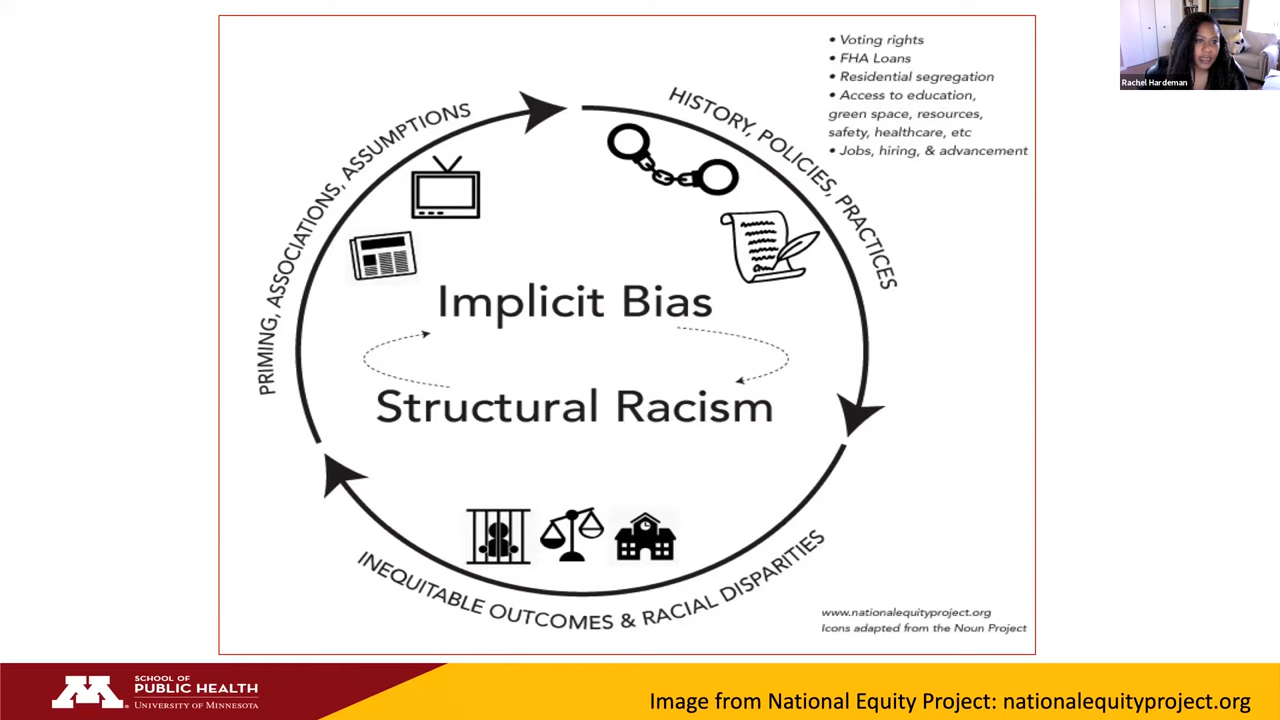 • Voting rights
• FHA Loans
• Residential segregation
• Access to education,
green space, resources,
safety, healthcare, etc
• Jobs, hiring, & advancement
Rachel Hardeman
PRIMING, ASSOCIATIONS, ASSUMPTIONS
HISTORY, POLICIES, PRACTICES
Implicit Bias
Structural Racism
INEQUITABLE OUTCOMES & RACIAL DISPARITIES
www.nationalequityproject.org
Icons adapted from the Noun Project
M
SCHOOL OF
PUBLIC HEALTH
UNIVERSITY OF MINNESOTA
Image from National Equity Project: nationalequityproject.org